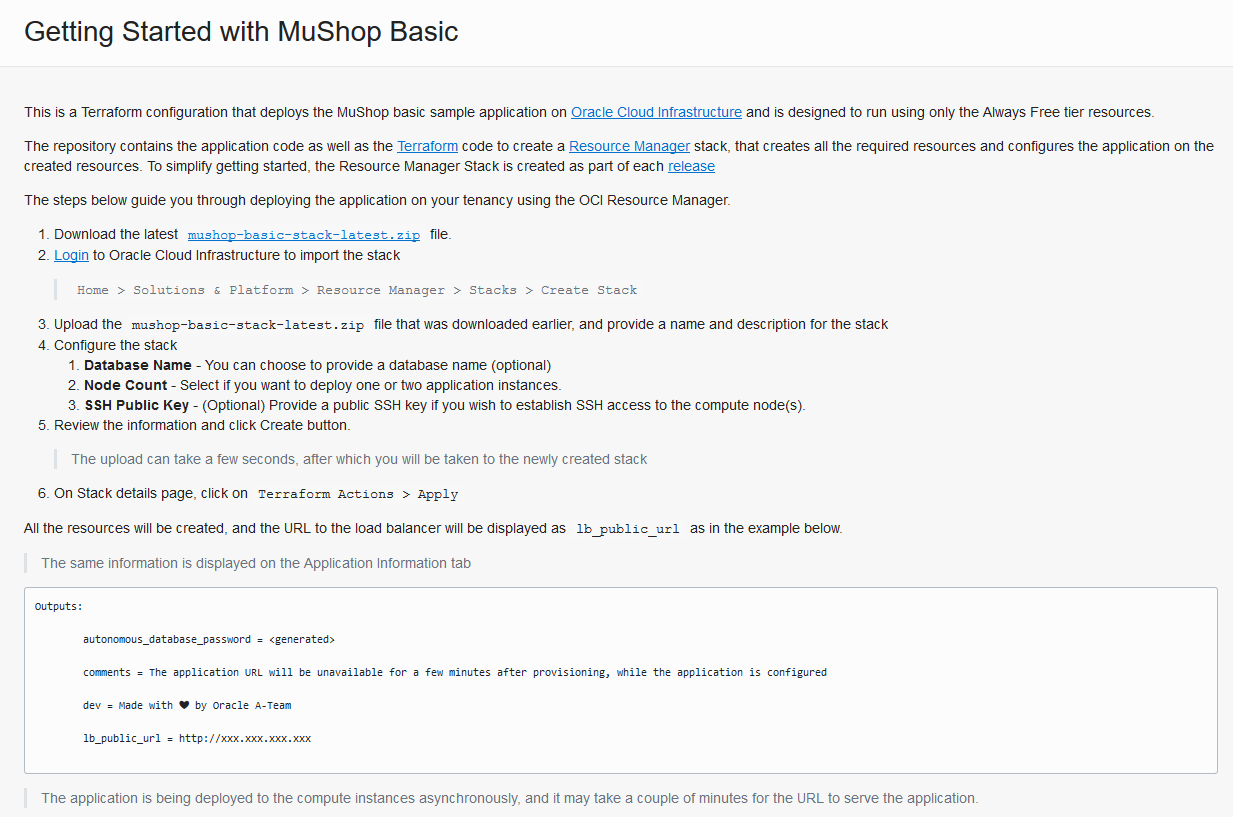 Getting Started with MuShop Basic
This is a Terraform configuration that deploys the MuShop basic sample application on Oracle Cloud Infrastructure and is designed to run using only the Always Free tier resources.
The repository contains the application code as well as the Terraform code to create a Resource Manager stack, that creates all the required resources and configures the application on the
created resources. To simplify getting started, the Resource Manager Stack is created as part of each release
The steps below guide you through deploying the application on your tenancy using the OCI Resource Manager.
1. Download the latest mushop-basic-stack-latest.zip file.
2. Login to Oracle Cloud Infrastructure to import the stack
Home > Solutions & Platform > Resource Manager > Stacks > Create Stack
3. Upload the mushop-basic-stack-latest.zip file that was downloaded earlier, and provide a name and description for the stack
4. Configure the stack
1. Database Name - You can choose to provide a database name (optional)
2. Node Count - Select if you want to deploy one or two application instances.
3. SSH Public Key - (Optional) Provide a public SSH key if you wish to establish SSH access to the compute node(s).
5. Review the information and click Create button.
The upload can take a few seconds, after which you will be taken to the newly created stack
6. On Stack details page, click on Terraform Actions > Apply
All the resources will be created, and the URL to the load balancer will be displayed as lb_public_url as in the example below.
The same information is displayed on the Application Information tab
Outputs:
autonomous_database_password = <generated>
comments = The application URL will be unavailable for a few minutes after provisioning, while the application is configured
dev = Made with ❤ by Oracle A-Team
lb_public_url = http://xxx.xxx.xxx.xxx
The application is being deployed to the compute instances asynchronously, and it may take a couple of minutes for the URL to serve the application.